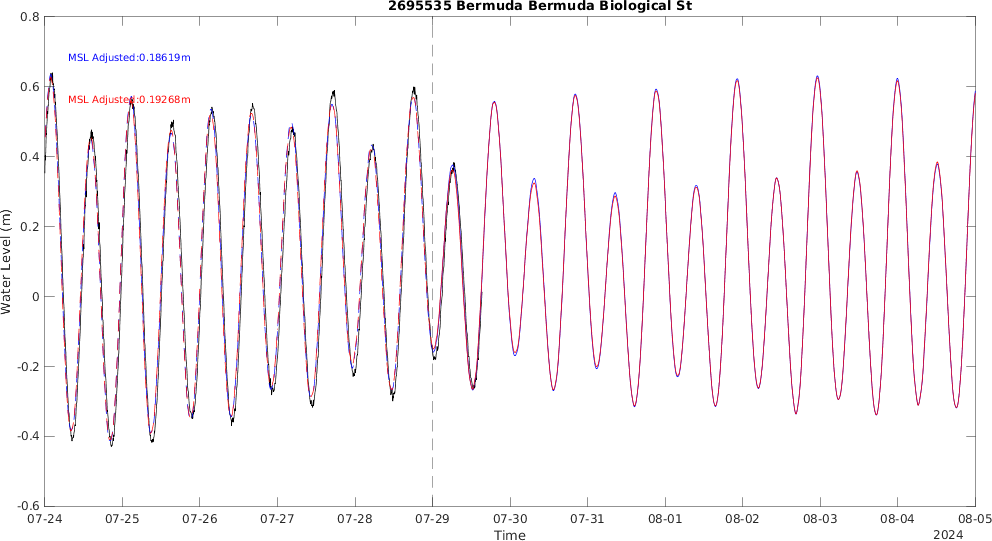 2695535 Bermuda Bermuda Biological St
MSL Adjusted:0.18619m
MSL Adjusted:0.19268m
Water Level (m)
0.8
0.6
0.4
0.2
0
-0.2
-0.4
-0.6
07-24 07-25 07-26 07-27 07-28 07-29 07-30 07-31 08-01 08-02 08-03 08-04 08-05
Time
2024